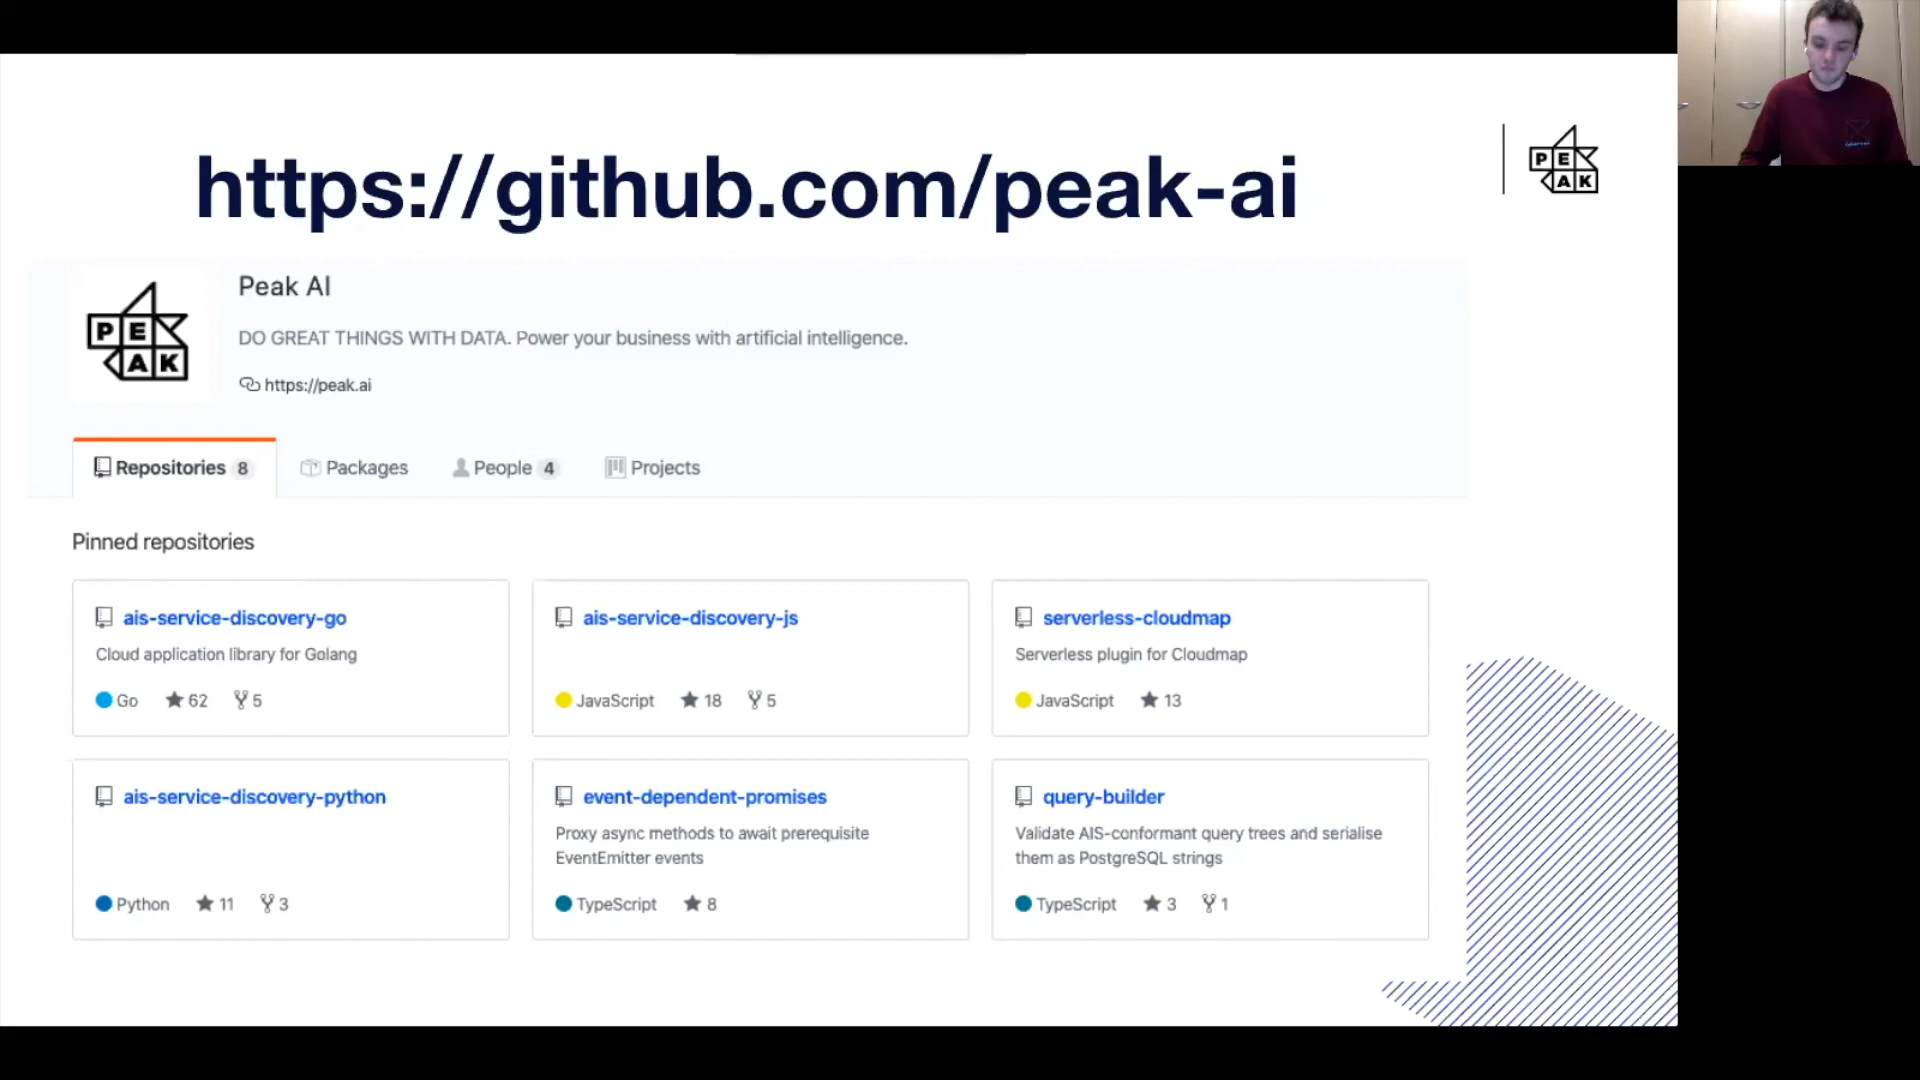 https://github.com/peak-ai
PE
AK
PE
AK
Peak AI
DO GREAT THINGS WITH DATA. Power your business with artificial intelligence.
https://peak.ai
Repositories 8 Packages People 4 Projects
Pinned repositories
ais-service-discovery-go
Cloud application library for Golang
Go 62 5
ais-service-discovery-js
JavaScript 18 5
serverless-cloudmap
Serverless plugin for Cloudmap
JavaScript 13
ais-service-discovery-python
Python 11 3
event-dependent-promises
Proxy async methods to await prerequisite
EventEmitter events
TypeScript 8
query-builder
Validate AIS-conformant query trees and serialise
them as PostgreSQL strings
TypeScript 3 1